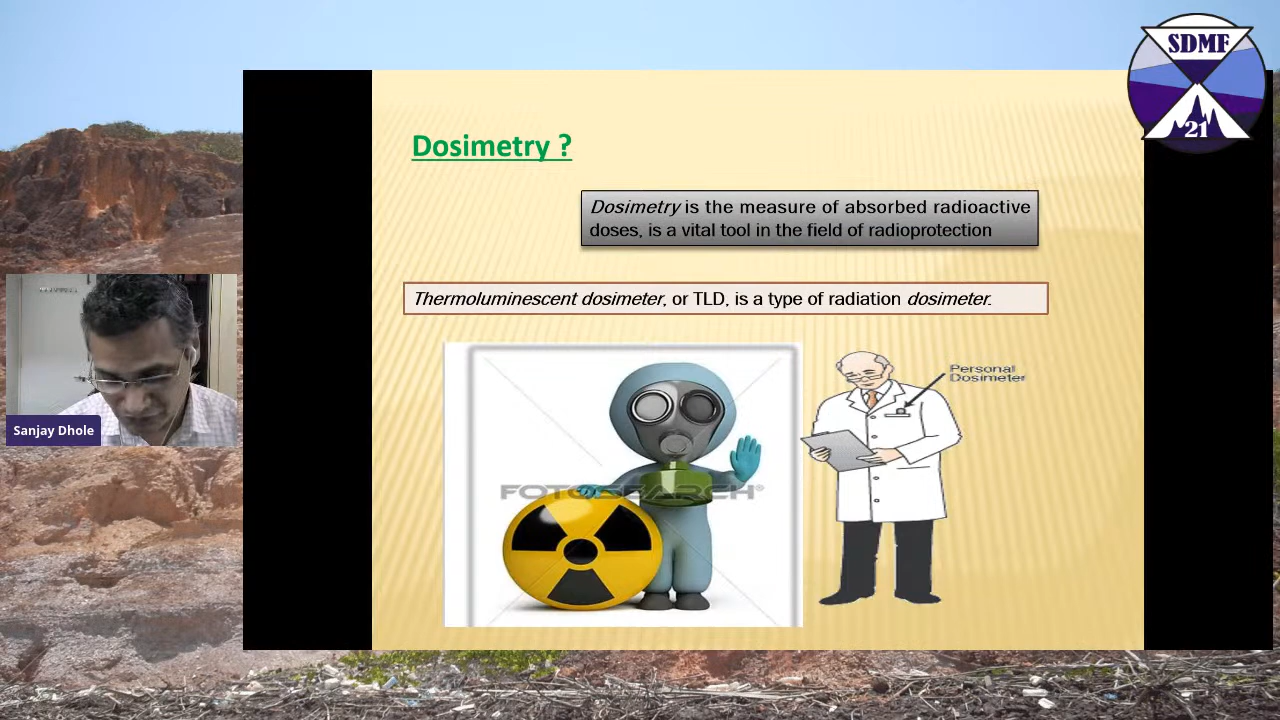 SDMF
21
Dosimetry ?
Dosimetry is the measure of absorbed radioactive
doses, is a vital tool in the field of radioprotection
Thermoluminescent dosimeter, or TLD, is a type of radiation dosimeter.
Personal
Dosimeter
Sanjay Dhole